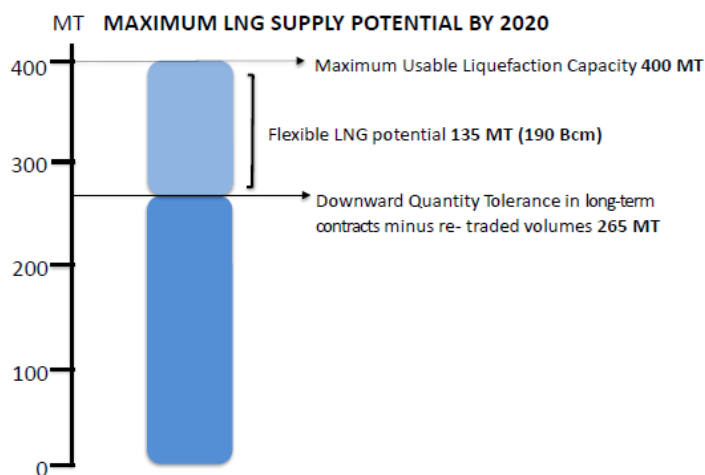 MT MAXIMUM LNG SUPPLY POTENTIAL BY 2020
400
Maximum Usable Liquefaction Capacity 400 MT
Flexible LNG potential 135 MT (190 Bcm)
300
Downward Quantity Tolerance in long-term
contracts minus re- traded volumes 265 MT
200
100
0